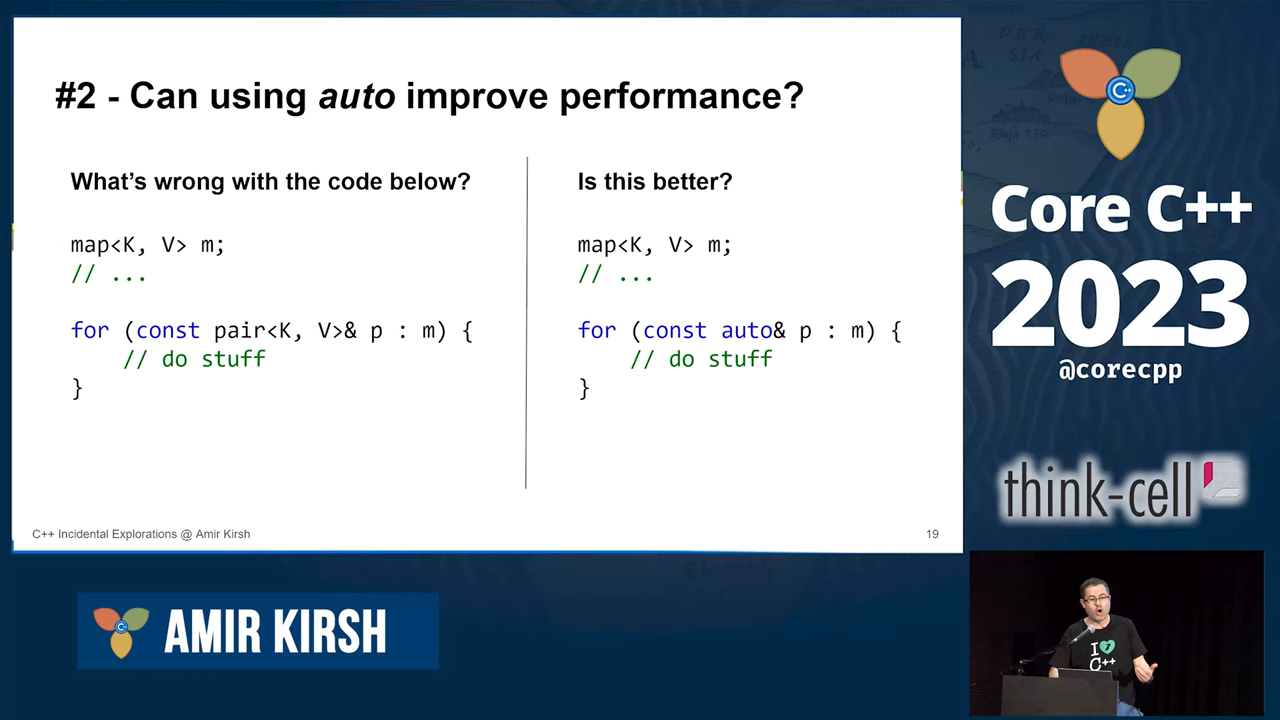 #2 - Can using auto improve performance?
What's wrong with the code below?
map<K, V> m;
// ...
for (const pair<K, V>& p : m) {
// do stuff
}
Is this better?
map<K, V> m;
// ...
for (const auto& p : m) {
// do stuff
}
C++ Incidental Explorations @ Amir Kirsh
19
C++
Core C++
2023
@corecpp
think-cell
AMIR KIRSH
I
C++